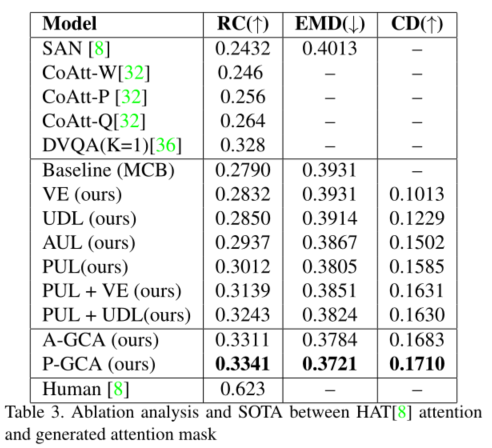 Model RC(↑) EMD(↓) CD(↑)
SAN [8] 0.2432 0.4013 –
CoAtt-W[32] 0.246 – –
CoAtt-P [32] 0.256 – –
CoAtt-Q[32] 0.264 – –
DVQA(K=1)[36] 0.328 – –
Baseline (MCB) 0.2790 0.3931 –
VE (ours) 0.2832 0.3931 0.1013
UDL (ours) 0.2850 0.3914 0.1229
AUL (ours) 0.2937 0.3867 0.1502
PUL(ours) 0.3012 0.3805 0.1585
PUL + VE (ours) 0.3139 0.3851 0.1631
PUL + UDL(ours) 0.3243 0.3824 0.1630
A-GCA (ours) 0.3311 0.3784 0.1683
P-GCA (ours) 0.3341 0.3721 0.1710
Human [8] 0.623 – –
Table 3. Ablation analysis and SOTA between HAT[8] attention
and generated attention mask